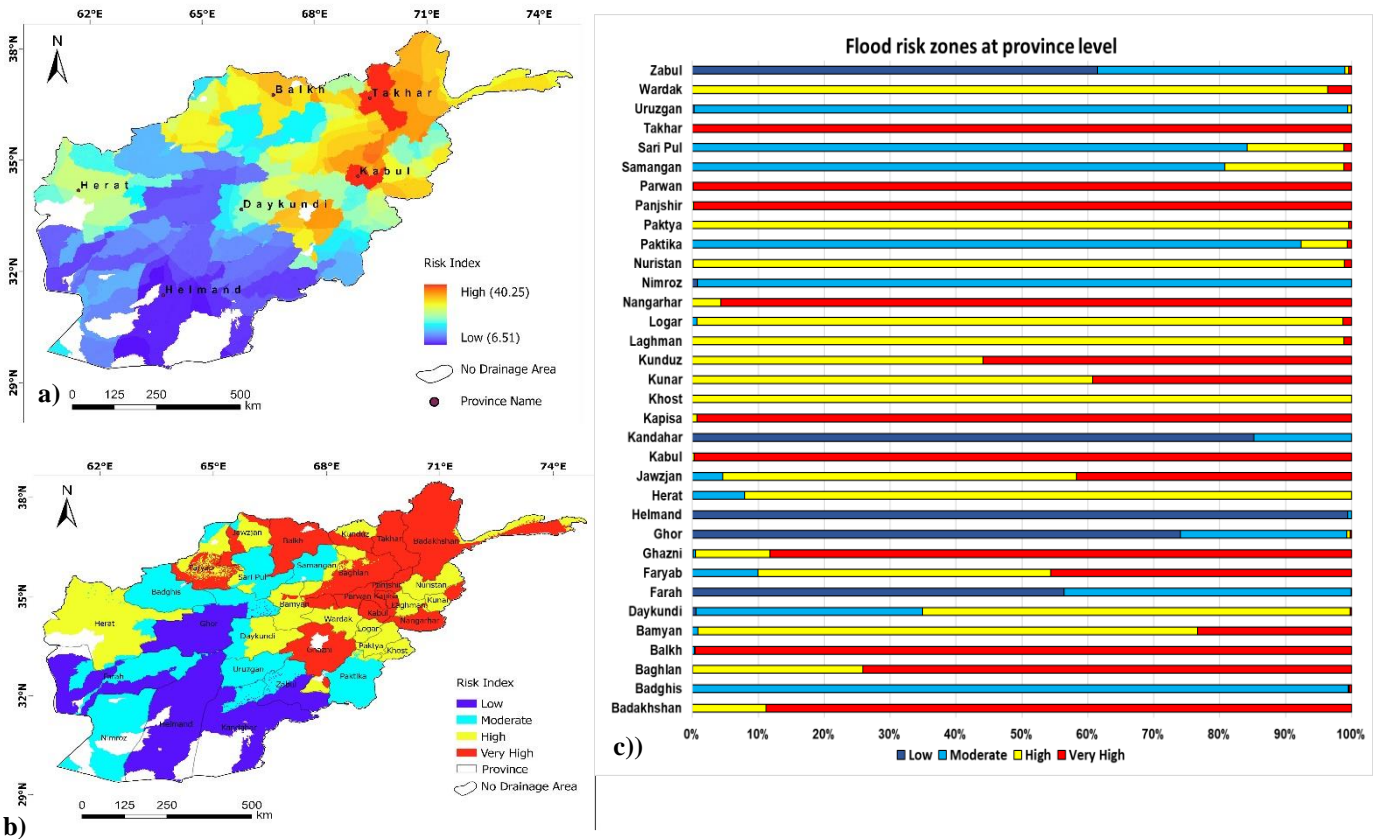 62°E 65°E 68°E 71°E 74°E
38°N
35°N
32°N
29°N
N
Balkh
Takhar
Kabul
Herat
Daykundi
Helmand
Risk Index
High (40.25)
Low (6.51)
No Drainage Area
Province Name
a)
0 125 250 500
km
62°E 65°E 68°E 71°E 74°E
38°N
35°N
32°N
29°N
N
Jawzjan
Balkh
Kunduz
Takhar
Badakhshan
Faryab
Sari Pul
Samangan
Baghlan
Badghis
Panjshir
Nuristan
Bamyan
Parwan
Kapisa
Kunar
Laghmam
Kabul
Herat
Ghor
Wardak
Nangarhar
Daykundi
Logar
Ghazni
Paktya
Khost
Uruzgan
Farah
Zabul
Paktika
Helmand
Kandahar
Nimroz
Risk Index
Low
Moderate
High
Very High
Province
No Drainage Area
0 125 250 500
km
b)
Flood risk zones at province level
Zabul
Wardak
Uruzgan
Takhar
Sari Pul
Samangan
Parwan
Panjshir
Paktya
Paktika
Nuristan
Nimroz
Nangarhar
Logar
Laghman
Kunduz
Kunar
Khost
Kapisa
Kandahar
Kabul
Jawzjan
Herat
Helmand
Ghor
Ghazni
Faryab
Farah
Daykundi
Bamyan
Balkh
Baghlan
Badghis
Badakhshan
0% 10% 20% 30% 40% 50% 60% 70% 80% 90% 100%
c))
Low Moderate High Very High